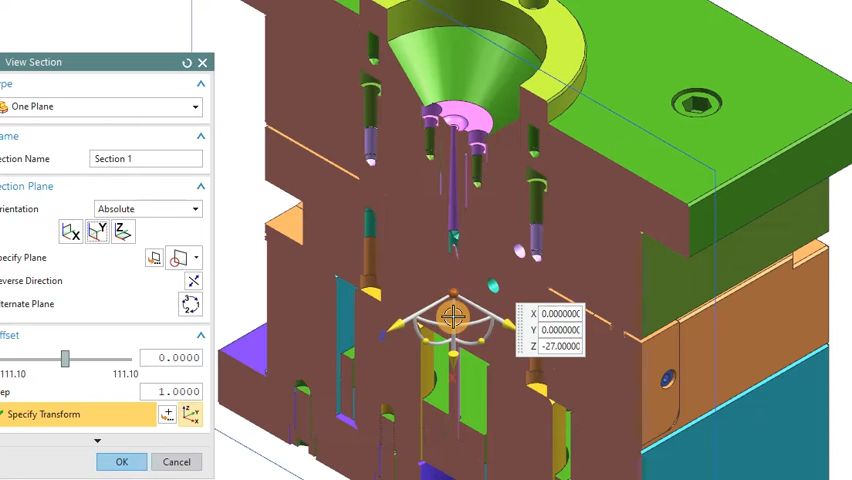 View Section
ype
One Plane
ame
ection Name Section 1
ection Plane
rientation Absolute
X Y Z
pecify Plane
everse Direction
lternate Plane
ffset
0.0000
111.10 111.10
ep 1.0000
Specify Transform
OK Cancel
X 0.0000000
Y 0.0000000
Z -27.00000